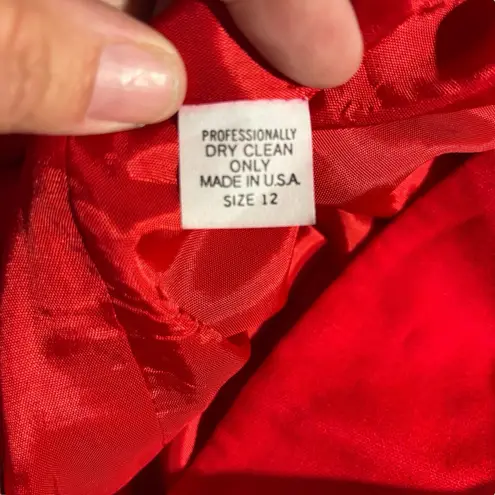 PROFESSIONALLY
DRY CLEAN
ONLY
MADE IN U.S.A.
SIZE 12